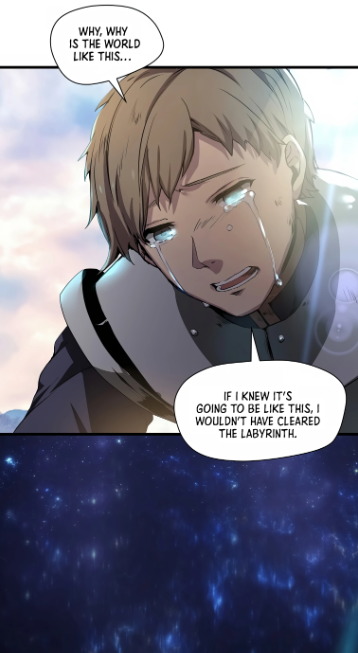 WHY, WHY
IS THE WORLD
LIKE THIS...
IF I KNEW IT'S
GOING TO BE LIKE THIS, I
WOULDN'T HAVE CLEARED
THE LABYRINTH.